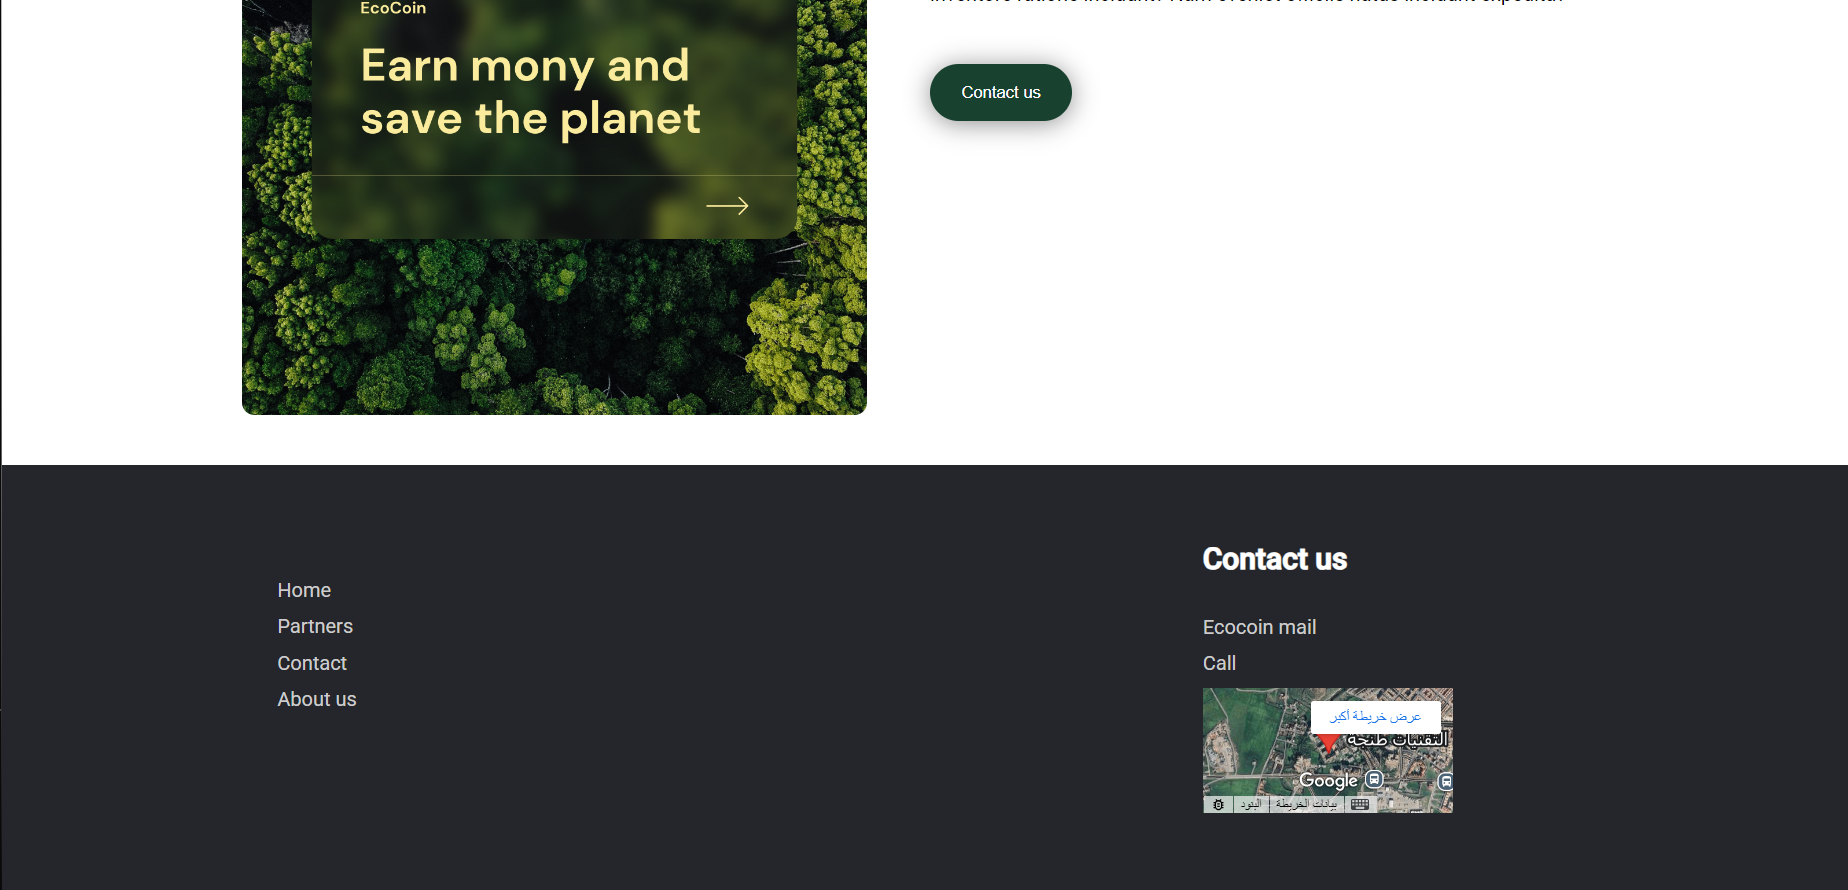 EcoCoin
Earn mony and
save the planet
Contact us
Home
Partners
Contact
About us
Contact us
Ecocoin mail
Call
عرض خريطة أكبر
التقنيات طنجة
Google
بيانات الخريطة
البنود